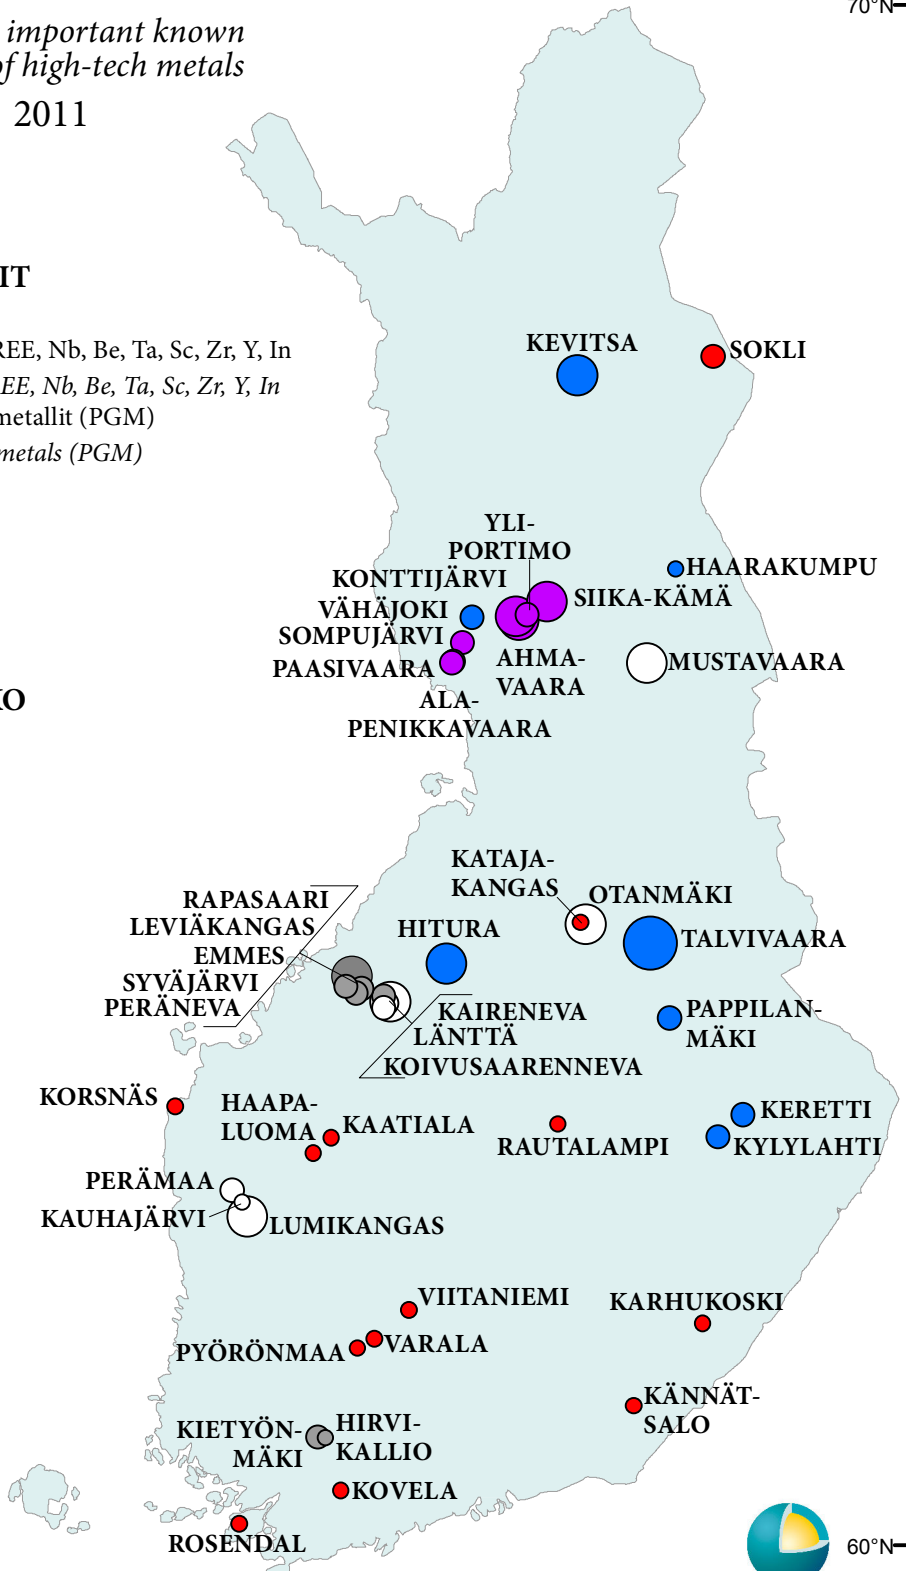 70°N
important known
of high-tech metals
2011
IT
REE, Nb, Be, Ta, Sc, Zr, Y, In
EE, Nb, Be, Ta, Sc, Zr, Y, In
metallit (PGM)
metals (PGM)
KEVITSA
SOKLI
YLI-
PORTIMO
KONTTIJÄRVI
HAARAKUMPU
VÄHÄJOKI
SIIKA-KÄMÄ
SOMPUJÄRVI
PAASIVAARA
AHMA-
VAARA
MUSTAVAARA
KO
ALA-
PENIKKAVAARA
KATAJA-
KANGAS
OTANMÄKI
RAPASAARI
LEVIÄKANGAS
EMMES
SYVÄJÄRVI
PERÄNEVA
HITURA
TALVIVAARA
KAIRENEVA
LÄNTTÄ
KOIVUSAARENNEVA
PAPPILAN-
MÄKI
KORSNÄS
HAAPA-
LUOMA
KAATIALA
RAUTALAMPI
KERETTI
KYLYLAHTI
PERÄMAA
KAUHAJÄRVI
LUMIKANGAS
VIITANIEMI
KARHUKOSKI
PYÖRÖNMAA
VARALA
KÄNNÄT-
SALO
KIETYÖN-
MÄKI
HIRVI-
KALLIO
KOVELA
ROSENDAL
60°N